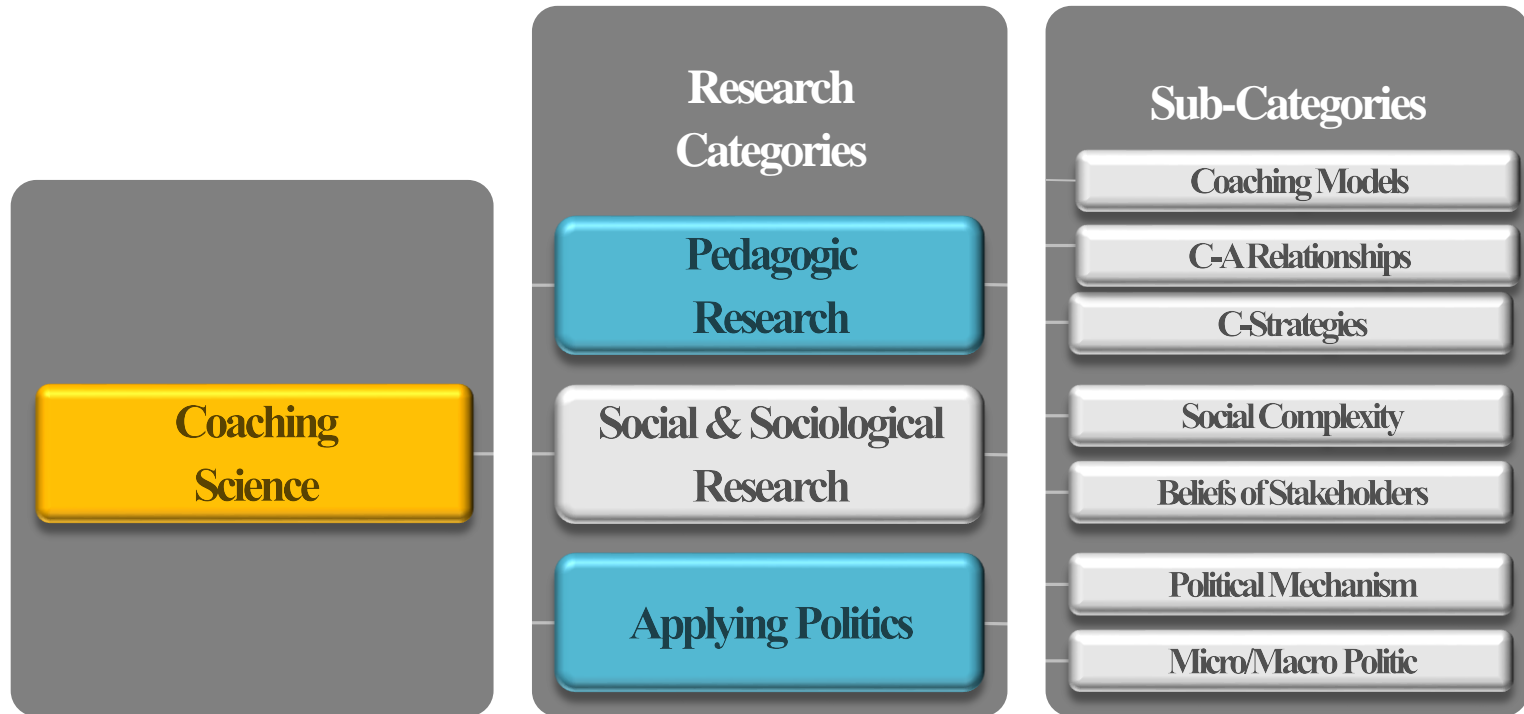 Coaching
Science
Research
Categories
Pedagogic
Research
Social & Sociological
Research
Applying Politics
Sub-Categories
Coaching Models
C-A Relationships
C-Strategies
Social Complexity
Beliefs of Stakeholders
Political Mechanism
Micro/Macro Politic